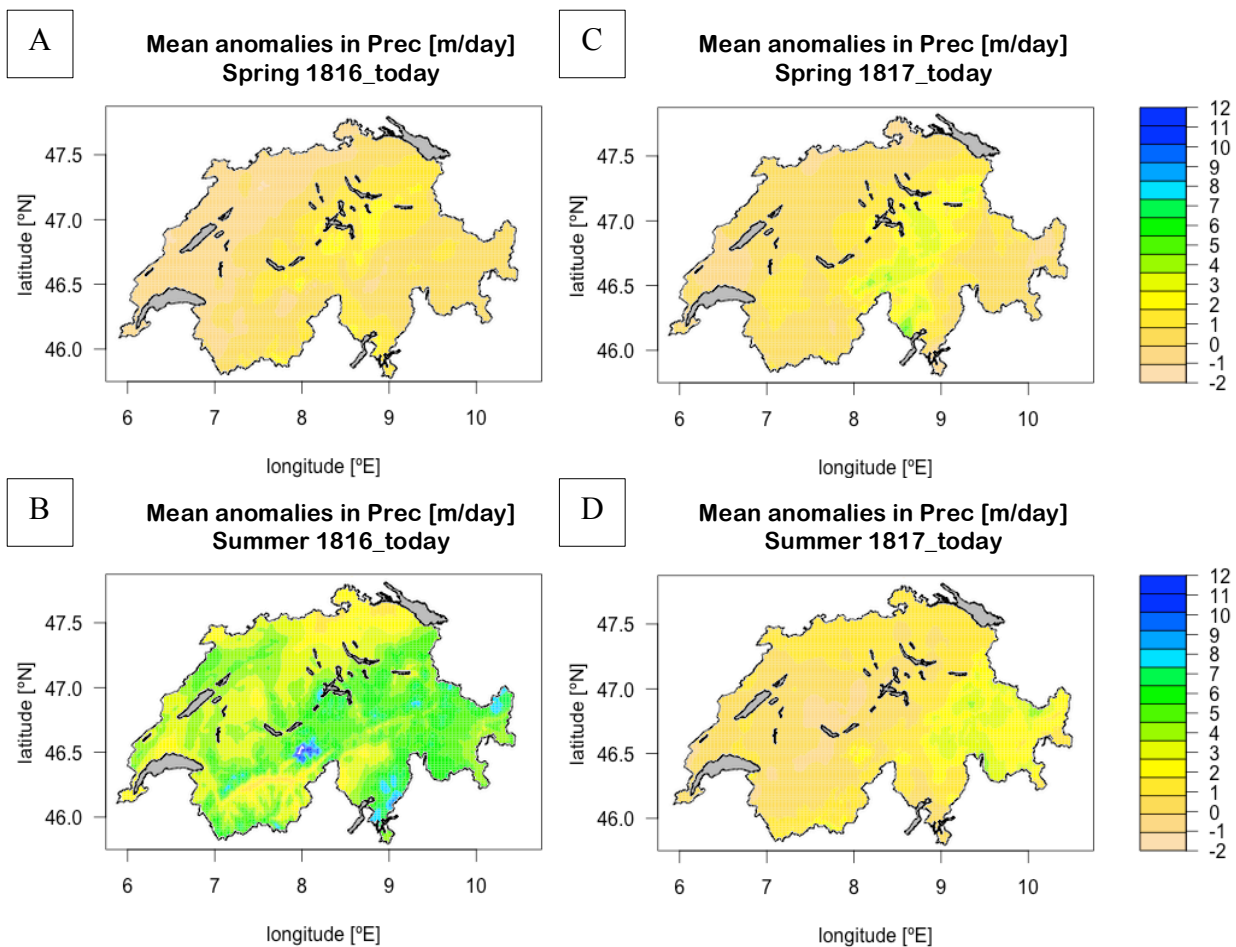 A
Mean anomalies in Prec [m/day]
Spring 1816_today
latitude [ºN]
47.5
47.0
46.5
46.0
6 7 8 9 10
longitude [ºE]
C
Mean anomalies in Prec [m/day]
Spring 1817_today
latitude [ºN]
47.5
47.0
46.5
46.0
6 7 8 9 10
longitude [ºE]
12
11
10
9
8
7
6
5
4
3
2
1
0
-1
-2
B
Mean anomalies in Prec [m/day]
Summer 1816_today
latitude [ºN]
47.5
47.0
46.5
46.0
6 7 8 9 10
longitude [ºE]
D
Mean anomalies in Prec [m/day]
Summer 1817_today
latitude [ºN]
47.5
47.0
46.5
46.0
6 7 8 9 10
longitude [ºE]
12
11
10
9
8
7
6
5
4
3
2
1
0
-1
-2